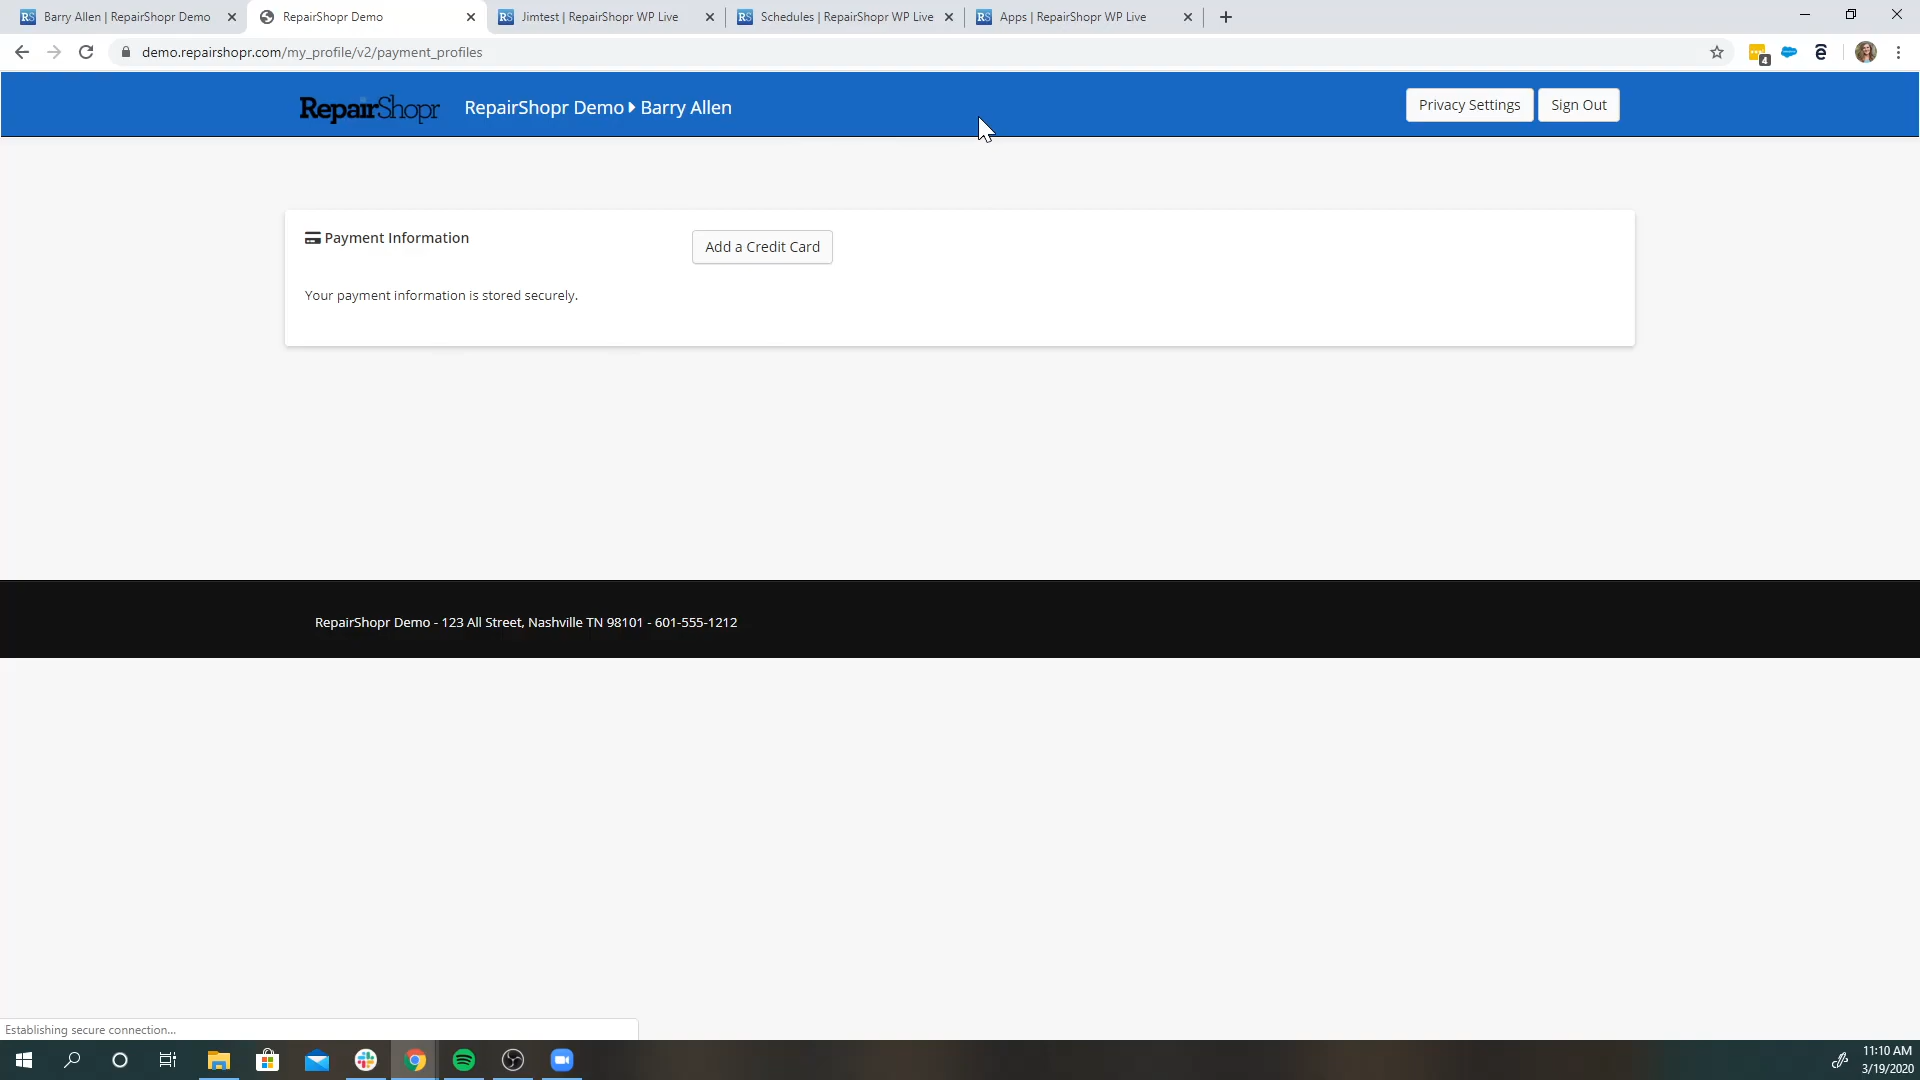 Barry Allen | RepairShopr Demo
RepairShopr Demo
Jimtest | RepairShopr WP Live
Schedules | RepairShopr WP Live
Apps | RepairShopr WP Live
demo.repairshopr.com/my_profile/v2/payment_profiles
4
RepairShopr
RepairShopr Demo Barry Allen
Privacy Settings
Sign Out
Payment Information
Add a Credit Card
Your payment information is stored securely.
RepairShopr Demo - 123 All Street, Nashville TN 98101 - 601-555-1212
Establishing secure connection...
11:10 AM
3/19/2020